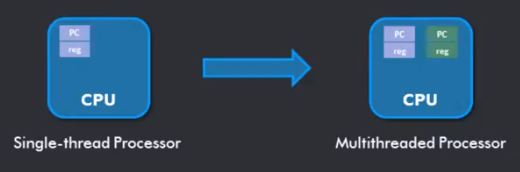 PC
reg
CPU
Single-thread Processor
PC PC
reg reg
CPU
Multithreaded Processor